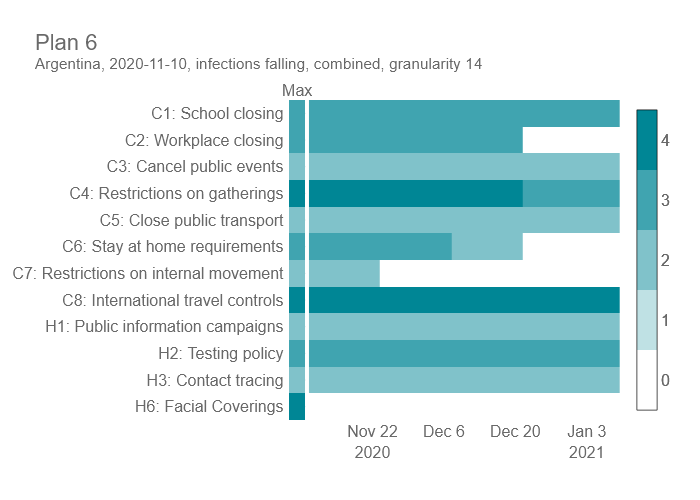 Plan 6
Argentina, 2020-11-10, infections falling, combined, granularity 14
Max
C1: School closing
C2: Workplace closing
C3: Cancel public events
C4: Restrictions on gatherings
C5: Close public transport
C6: Stay at home requirements
C7: Restrictions on internal movement
C8: International travel controls
H1: Public information campaigns
H2: Testing policy
H3: Contact tracing
H6: Facial Coverings
4
3
2
1
0
Nov 22 Dec 6 Dec 20 Jan 3
2020 2021